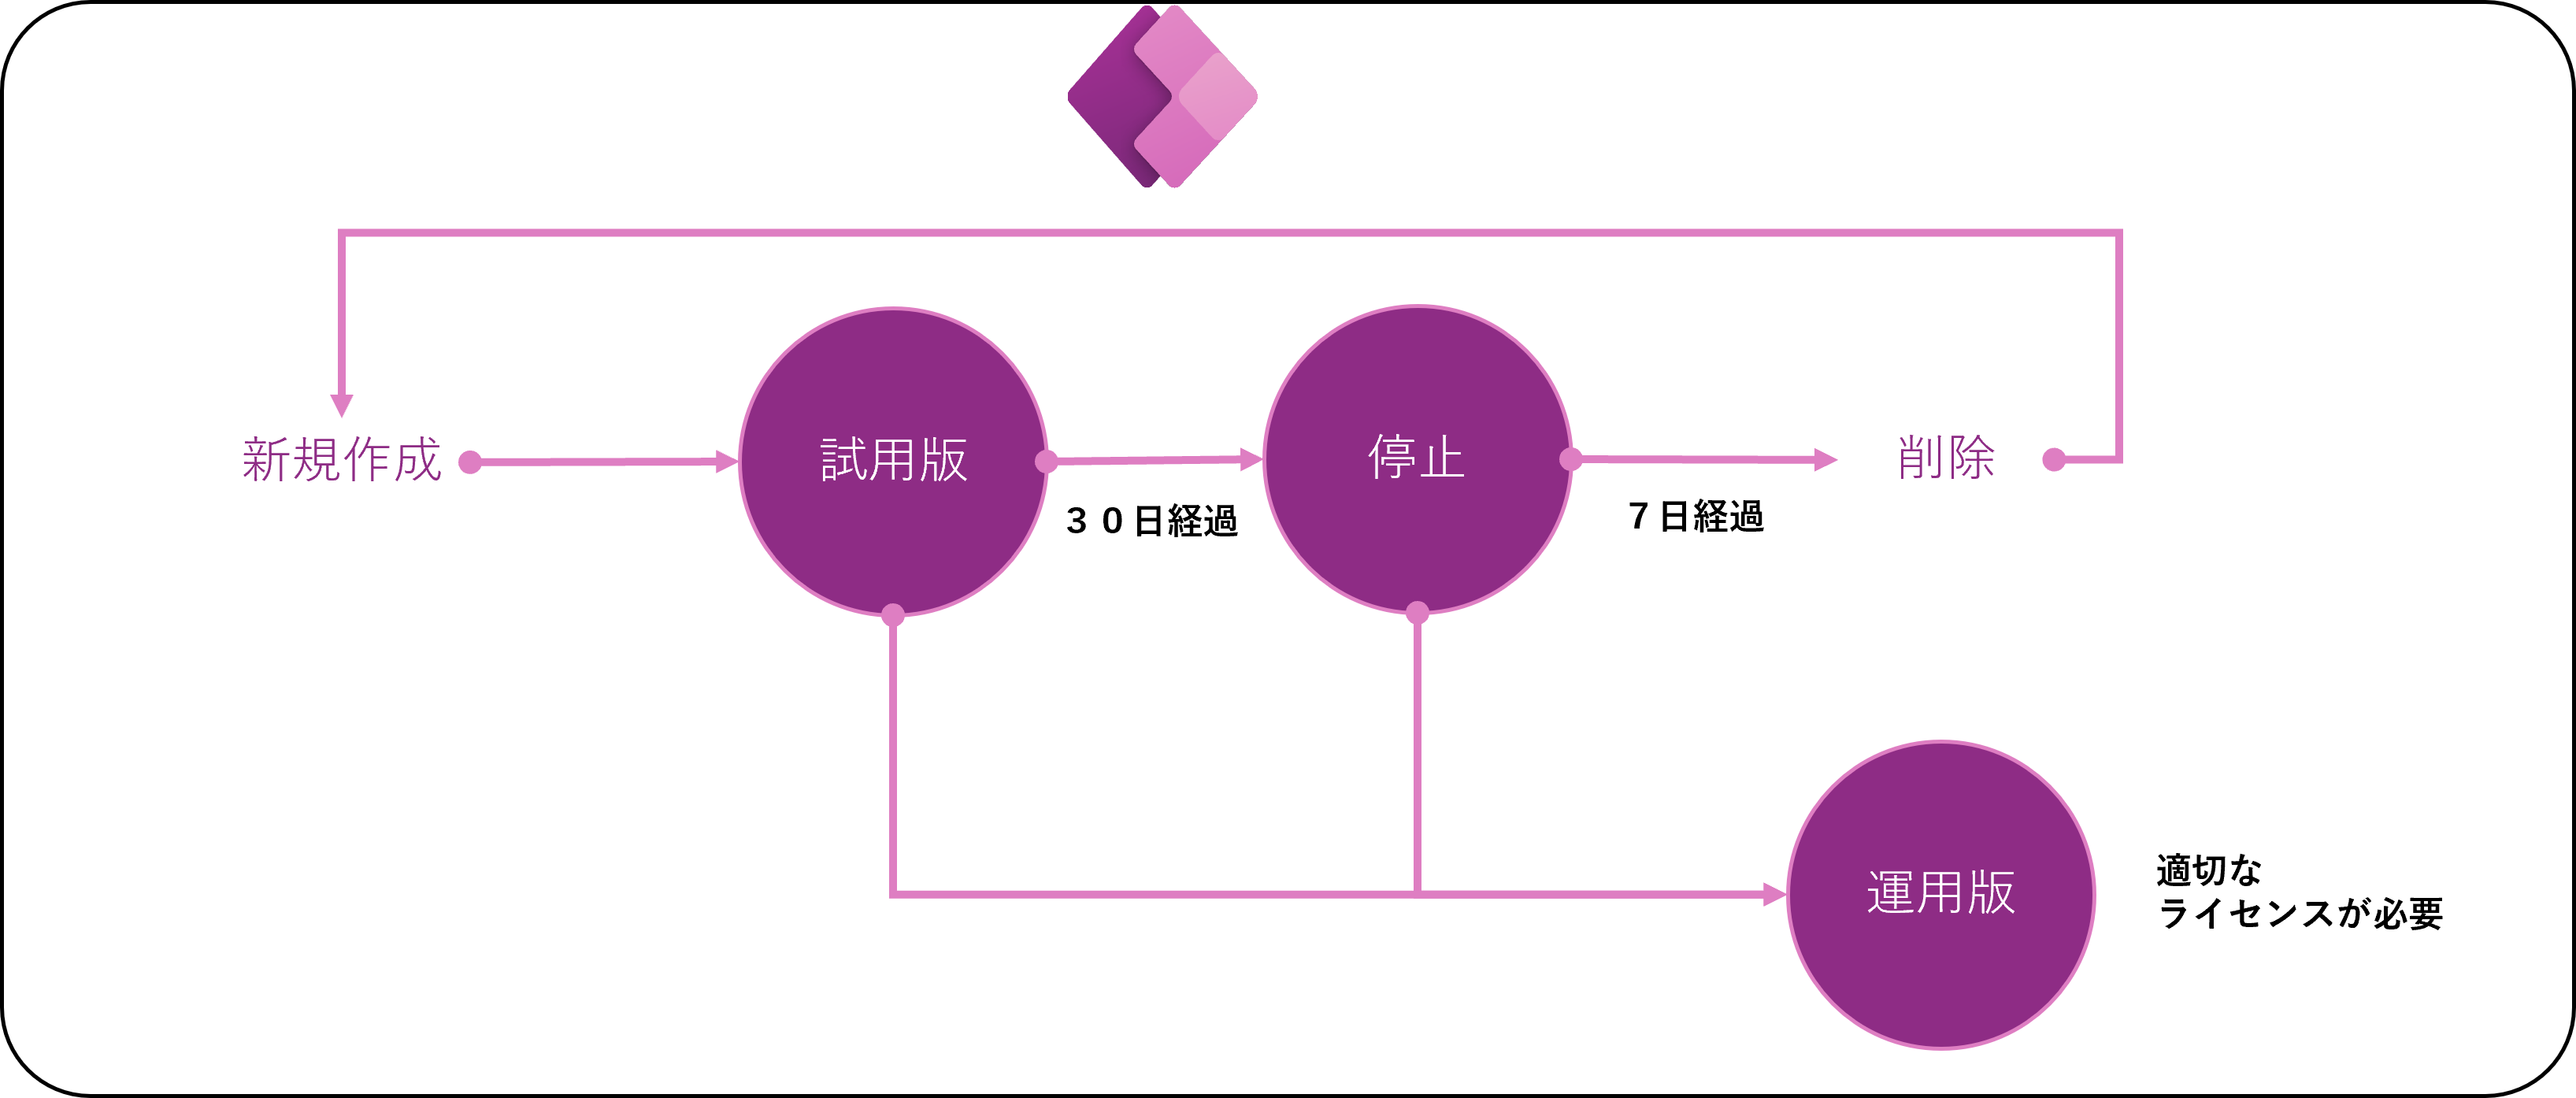 新規作成
試用版
３０日経過
停止
７日経過
削除
運用版
適切な
ライセンスが必要